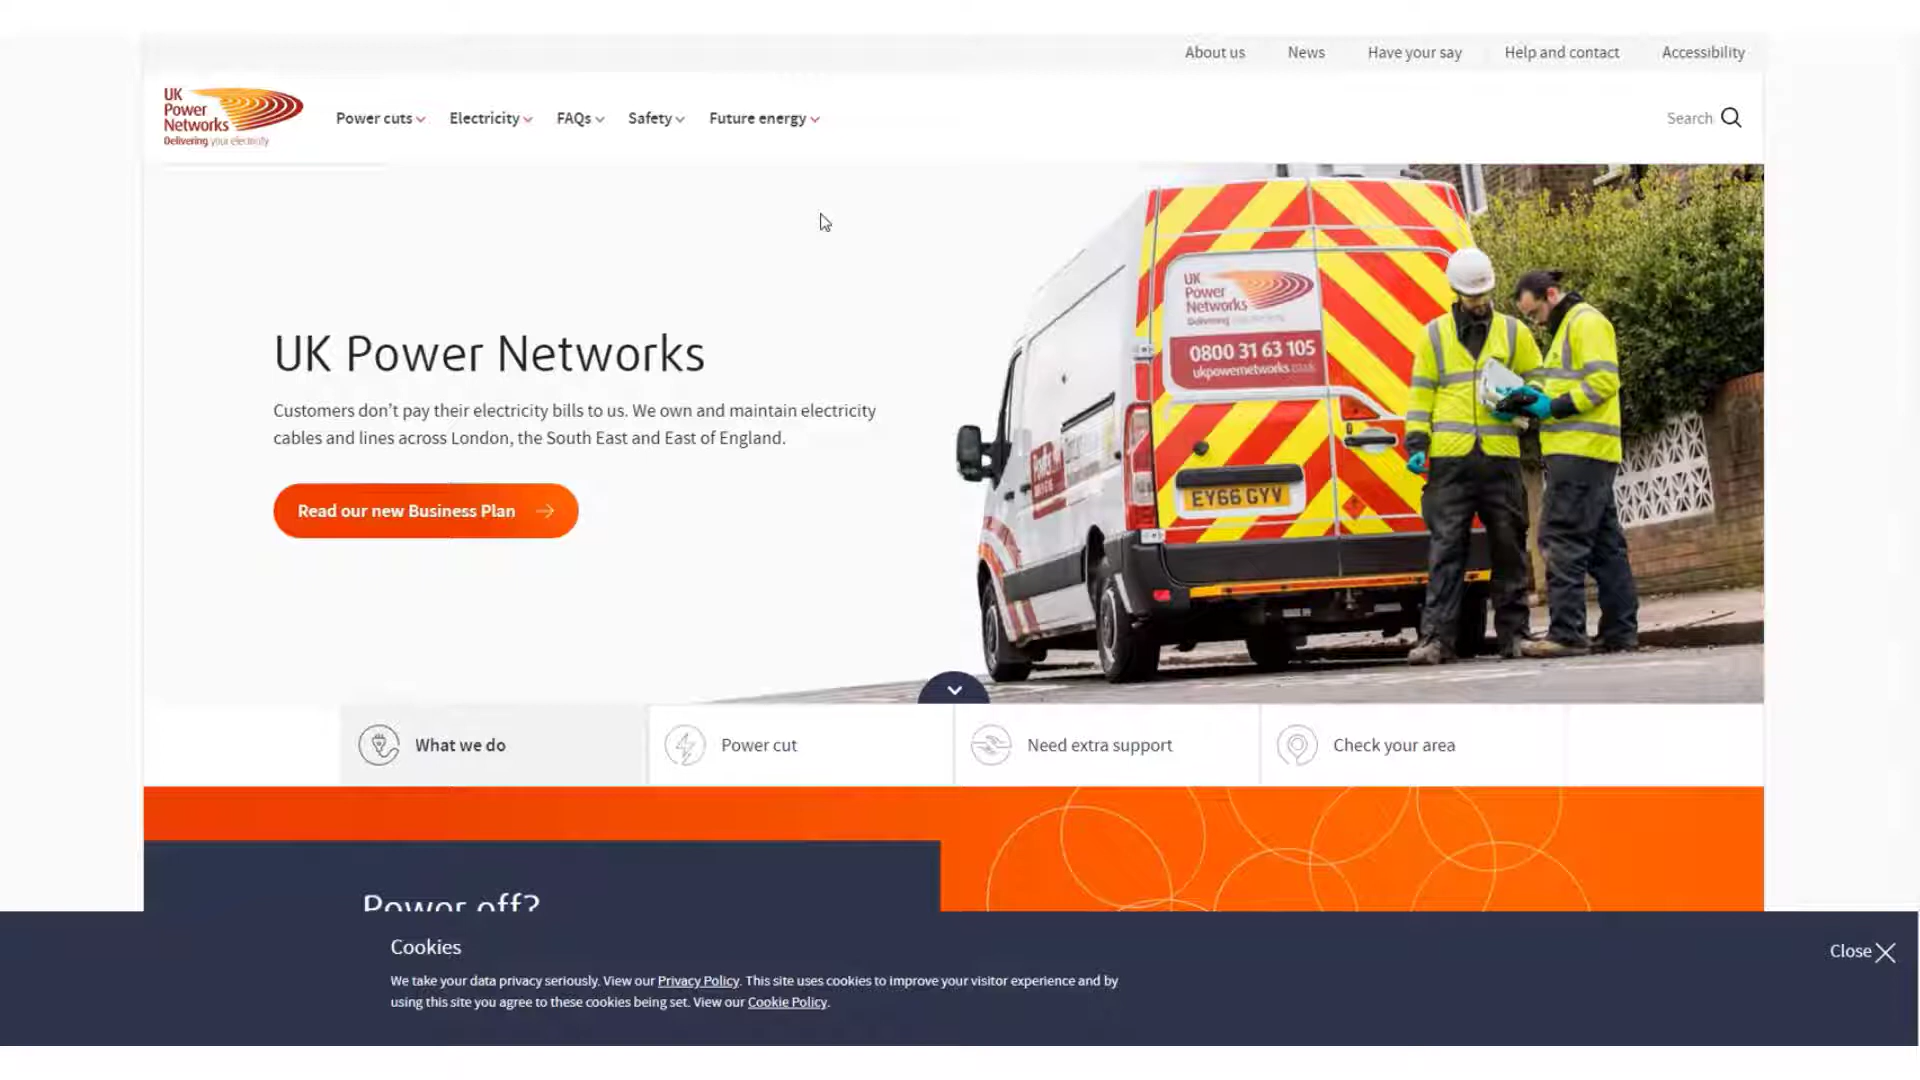 About us
News
Have your say
Help and contact
Accessibility
UK
Power
Networks
Delivering your electricity
Power cuts
Electricity
FAQs
Safety
Future energy
Search
UK Power Networks
Customers don't pay their electricity bills to us. We own and maintain electricity
cables and lines across London, the South East and East of England.
Read our new Business Plan
UK
Power
Networks
Delivering
0800 31 63 105
ukpowernetworks.co.uk
EY66 GYV
What we do
Power cut
Need extra support
Check your area
Power off?
Cookies
Close
We take your data privacy seriously. View our Privacy Policy. This site uses cookies to improve your visitor experience and by
using this site you agree to these cookies being set. View our Cookie Policy.